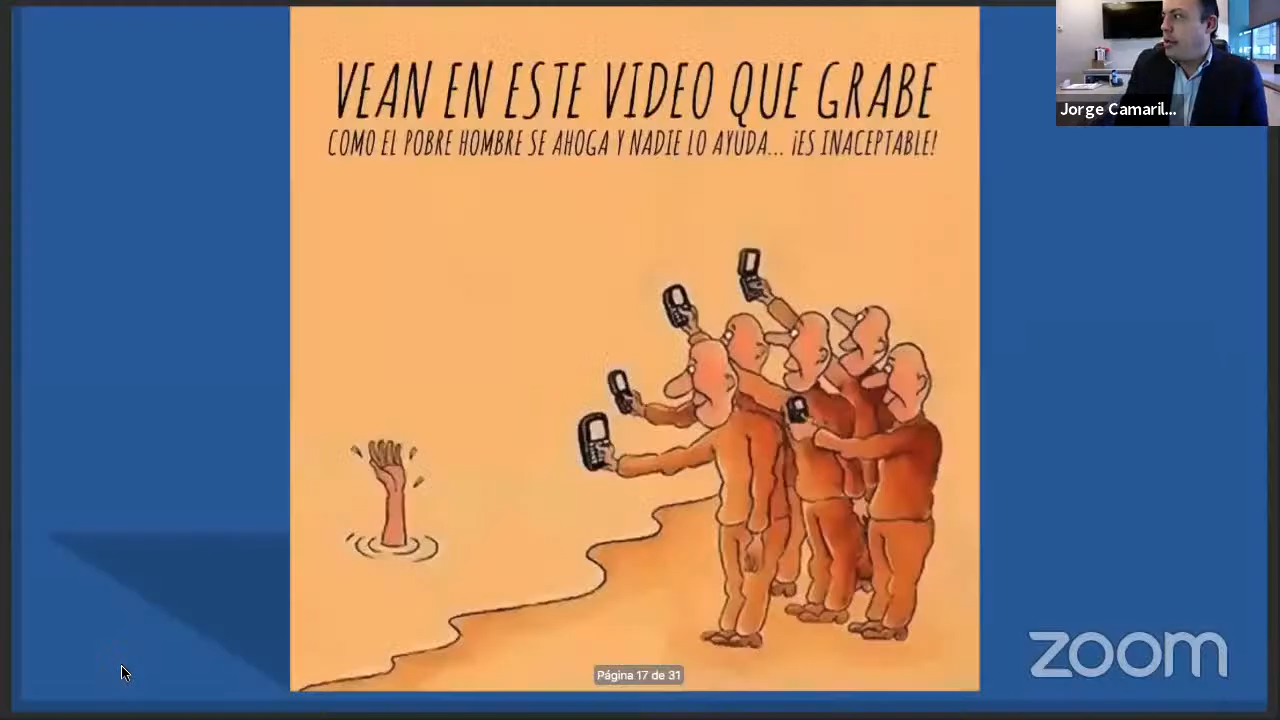 VEAN EN ESTE VIDEO QUE GRABE
COMO EL POBRE HOMBRE SE AHOGA Y NADIE LO AYUDA... ¡ES INACEPTABLE!
Jorge Camaril...
Página 17 de 31
zoom